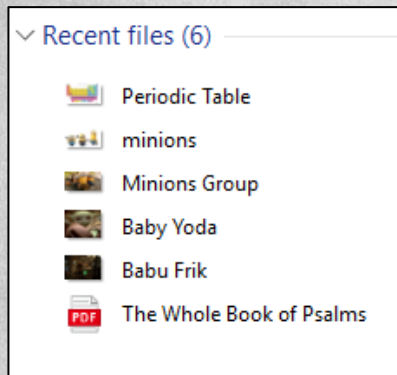 Recent files (6)
Periodic Table
minions
Minions Group
Baby Yoda
Babu Frik
PDF
The Whole Book of Psalms